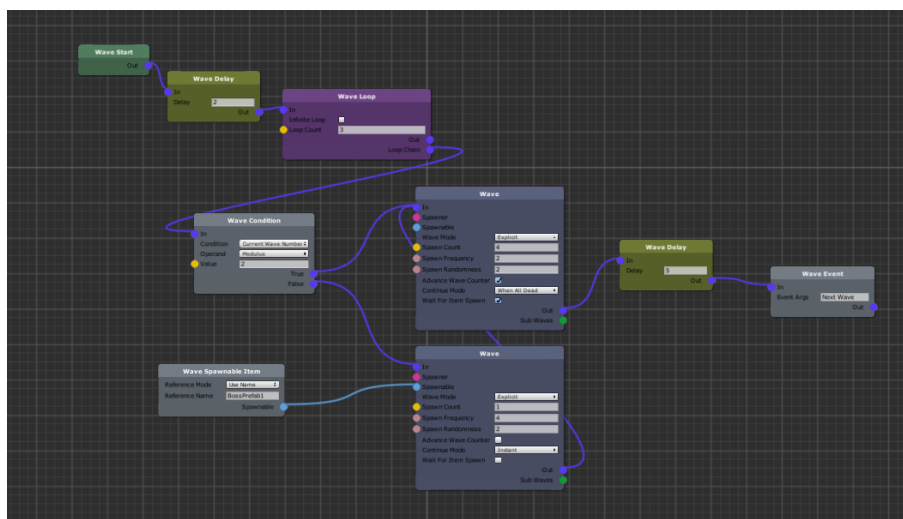 Wave Start
Out
Wave Delay
In
Delay 2
Out
Wave Loop
In
Infinite Loop
Loop Count 3
Out
Loop Chain
Wave Condition
In
Condition Current Wave Number
Operand Modulus
Value 2
True
False
Wave
In
Spawner
Spawnable
Wave Mode Explicit
Spawn Count 4
Spawn Frequency 2
Spawn Randomness 2
Advance Wave Counter
Continue Mode When All Dead
Wait For Item Spawn
Out
Sub Waves
Wave Delay
In
Delay 5
Out
Wave Event
In
Event Args Next Wave
Out
Wave Spawnable Item
Reference Mode Use Name
Reference Name BossPrefab1
Spawnable
Wave
In
Spawner
Spawnable
Wave Mode Explicit
Spawn Count 1
Spawn Frequency 4
Spawn Randomness 2
Advance Wave Counter
Continue Mode Instant
Wait For Item Spawn
Out
Sub Waves